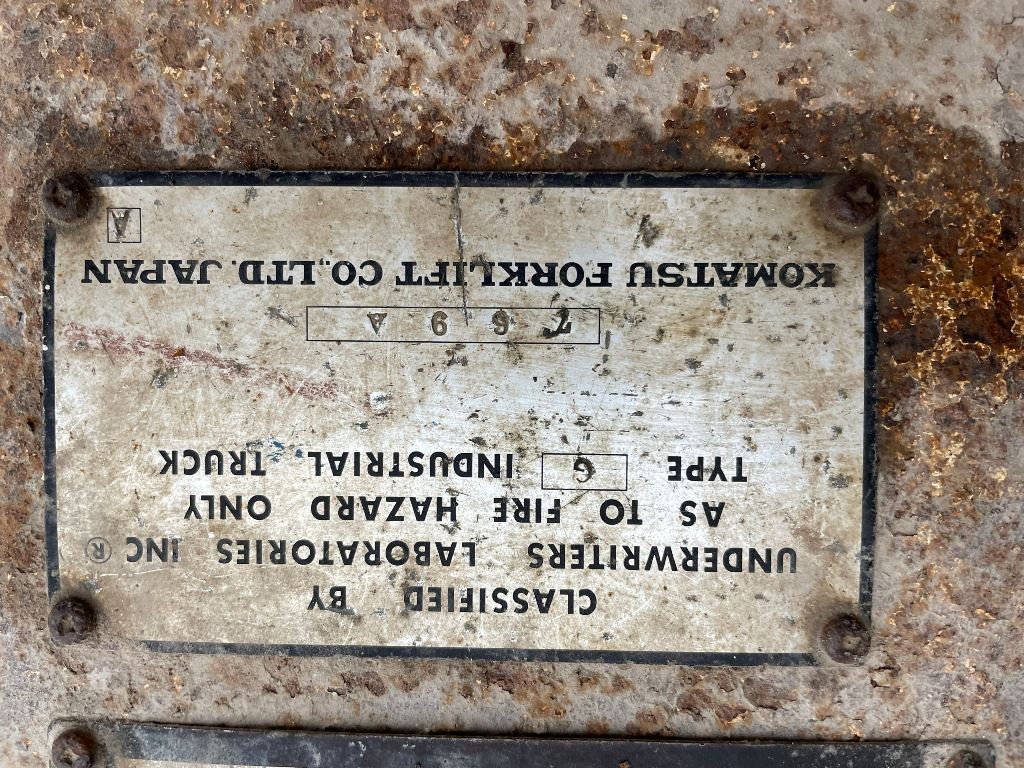 CLASSIFIED BY
UNDERWRITERS LABORATORIES INC ®
AS TO FIRE HAZARD ONLY
TYPE G INDUSTRIAL TRUCK
KOMATSU FORKLIFT CO.,LTD. JAPAN
A